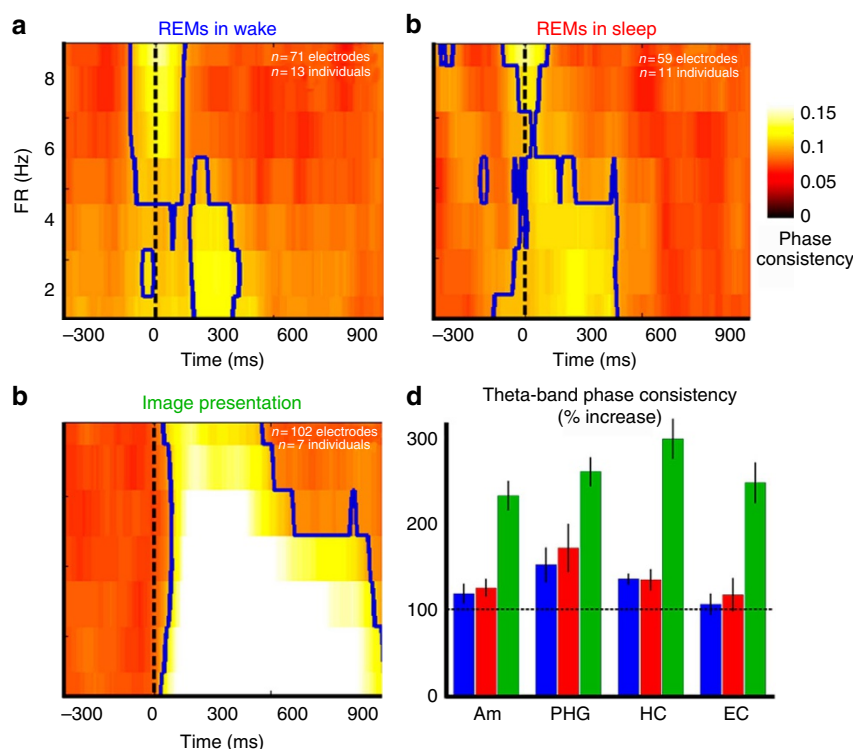 a
REMs in wake
n=71 electrodes
n=13 individuals
8
6
4
2
FR (Hz)
–300 0 300 600 900
Time (ms)
b
REMs in sleep
n=59 electrodes
n=11 individuals
–300 0 300 600 900
Time (ms)
0.15
0.1
0.05
0
Phase
consistency
b
Image presentation
n=102 electrodes
n=7 individuals
–300 0 300 600 900
Time (ms)
d
Theta-band phase consistency
(% increase)
300
200
100
0
Am PHG HC EC